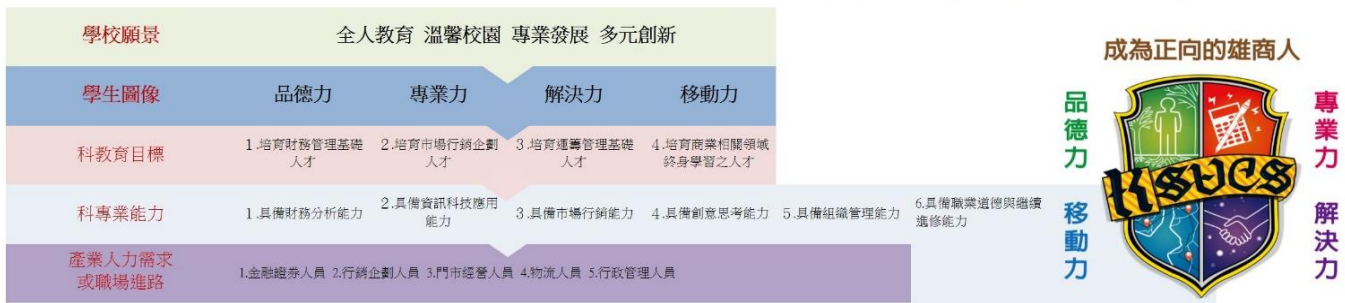 學校願景
全人教育 溫馨校園 專業發展 多元創新
學生圖像
品德力 專業力 解決力 移動力
科教育目標
1.培育財務管理基礎
人才
2.培育市場行銷企劃
人才
3.培育運籌管理基礎
人才
4.培育商業相關領域
終身學習之人才
科專業能力
1.具備財務分析能力
2.具備資訊科技應用
能力
3.具備市場行銷能力
4.具備創意思考能力
5.具備組織管理能力
6.具備職業道德與繼續
進修能力
產業人力需求
或職場進路
1.金融證券人員 2.行銷企劃人員 3.門市經營人員 4.物流人員 5.行政管理人員
成為正向的雄商人
品德力
專業力
KSVCS
移動力
解決力